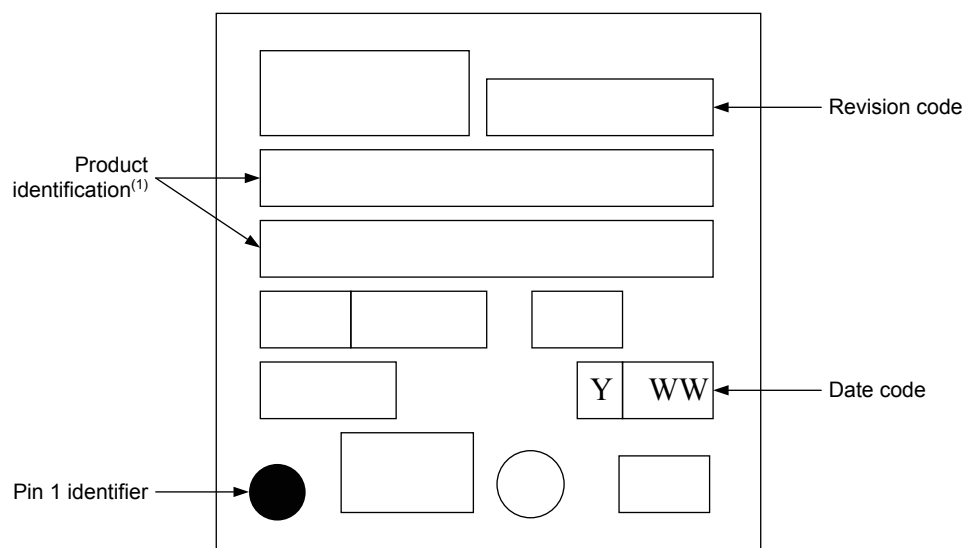 Revision code
Product
identification(1)
Y WW
Date code
Pin 1 identifier